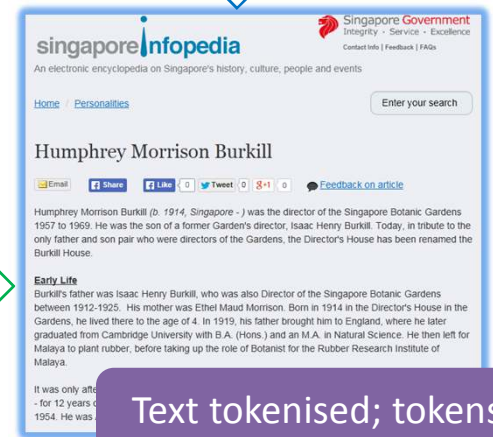 singapore infopedia
An electronic encyclopedia on Singapore's history, culture, people and events
Singapore Government
Integrity · Service · Excellence
Contact Info | Feedback | FAQs
Home / Personalities
Enter your search
Humphrey Morrison Burkill
Email Share Like 0 Tweet 0 g+1 0 Feedback on article
Humphrey Morrison Burkill (b. 1914, Singapore - ) was the director of the Singapore Botanic Gardens
1957 to 1969. He was the son of a former Garden's director, Isaac Henry Burkill. Today, in tribute to the
only father and son pair who were directors of the Gardens, the Director's House has been renamed the
Burkill House.
Early Life
Burkill's father was Isaac Henry Burkill, who was also Director of the Singapore Botanic Gardens
between 1912-1925. His mother was Ethel Maud Morrison. Born in 1914 in the Director's House in the
Gardens, he lived there to the age of 4. In 1919, his father brought him to England, where he later
graduated from Cambridge University with B.A. (Hons.) and an M.A. in Natural Science. He then left for
Malaya to plant rubber, before taking up the role of Botanist for the Rubber Research Institute of
Malaya.
It was only afte
- for 12 years
1954. He was
Text tokenised; tokens